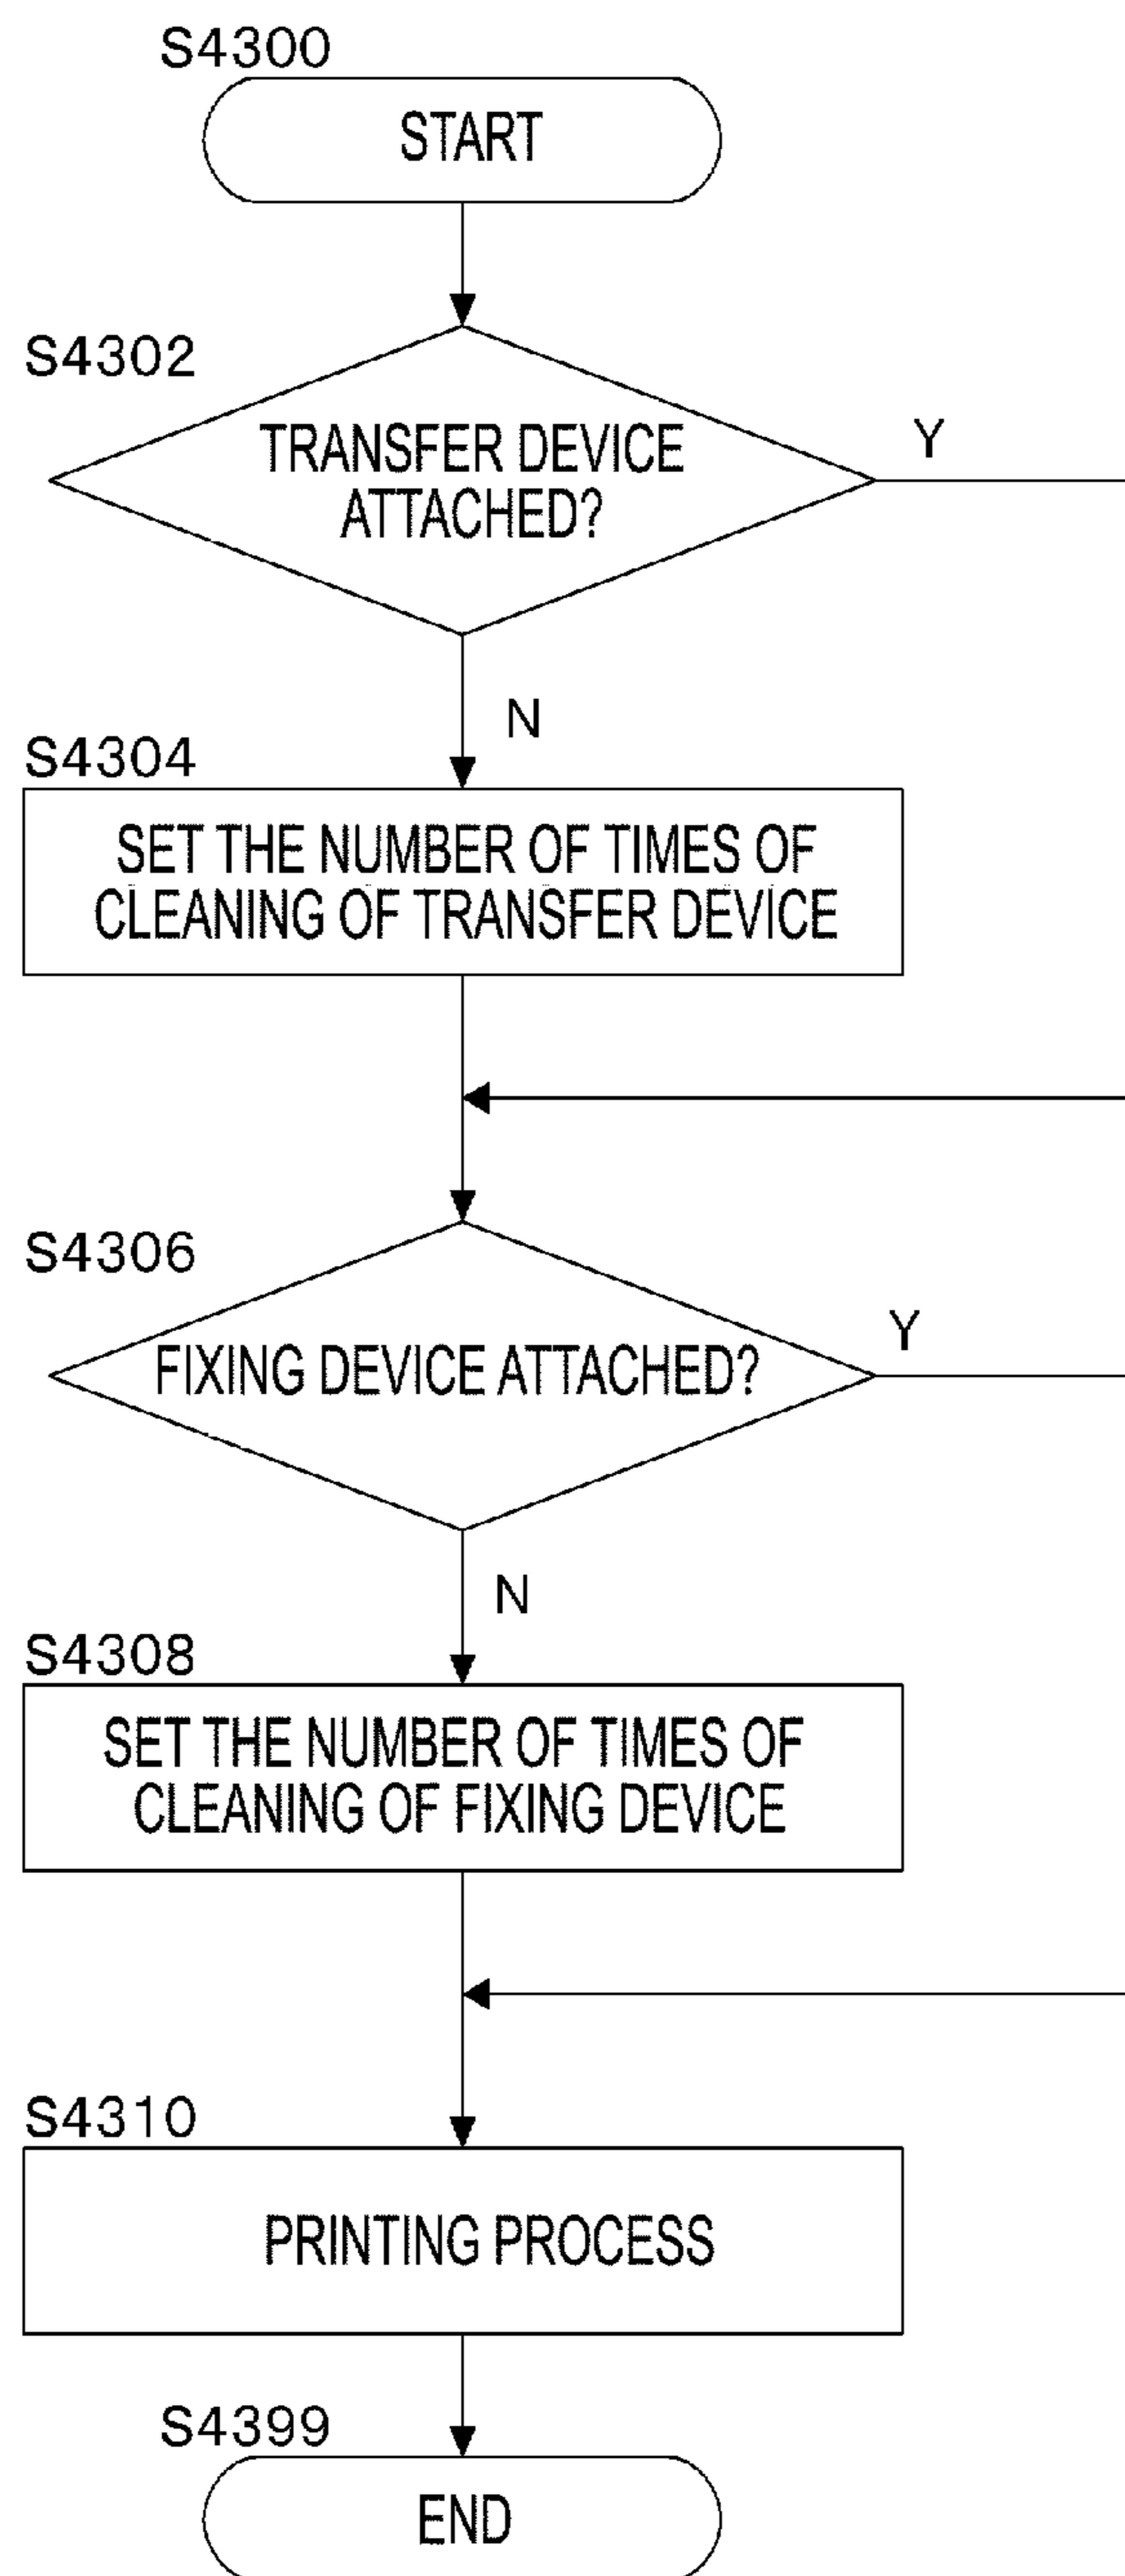 S4300
START
S4302
TRANSFER DEVICE
ATTACHED?
Y
N
S4304
SET THE NUMBER OF TIMES OF
CLEANING OF TRANSFER DEVICE
S4306
FIXING DEVICE ATTACHED?
Y
N
S4308
SET THE NUMBER OF TIMES OF
CLEANING OF FIXING DEVICE
S4310
PRINTING PROCESS
S4399
END